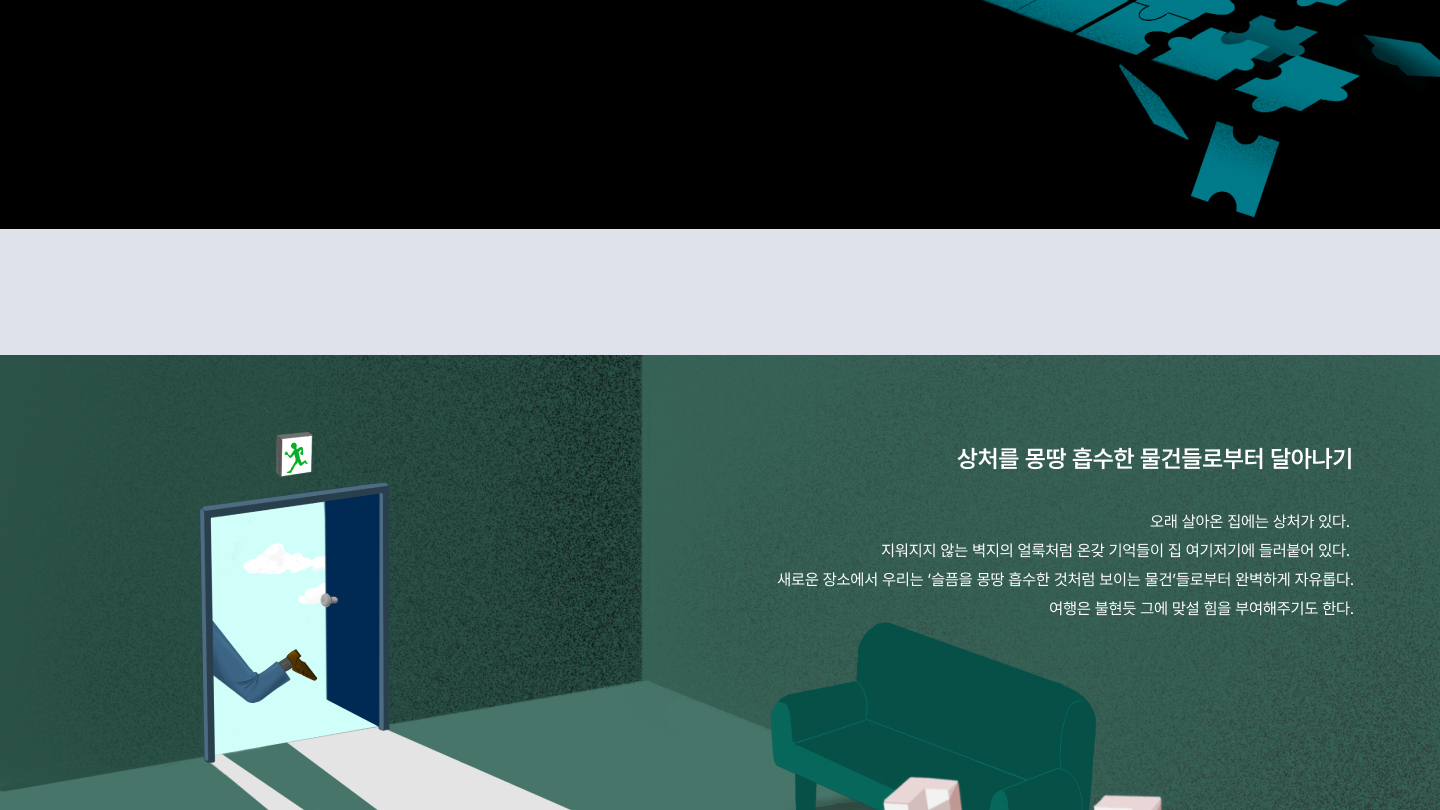 상처를 몽땅 흡수한 물건들로부터 달아나기
오래 살아온 집에는 상처가 있다.
지워지지 않는 벽지의 얼룩처럼 온갖 기억들이 집 여기저기에 들러붙어 있다.
새로운 장소에서 우리는 ‘슬픔을 몽땅 흡수한 것처럼 보이는 물건’들로부터 완벽하게 자유롭다.
여행은 불현듯 그에 맞설 힘을 부여해주기도 한다.